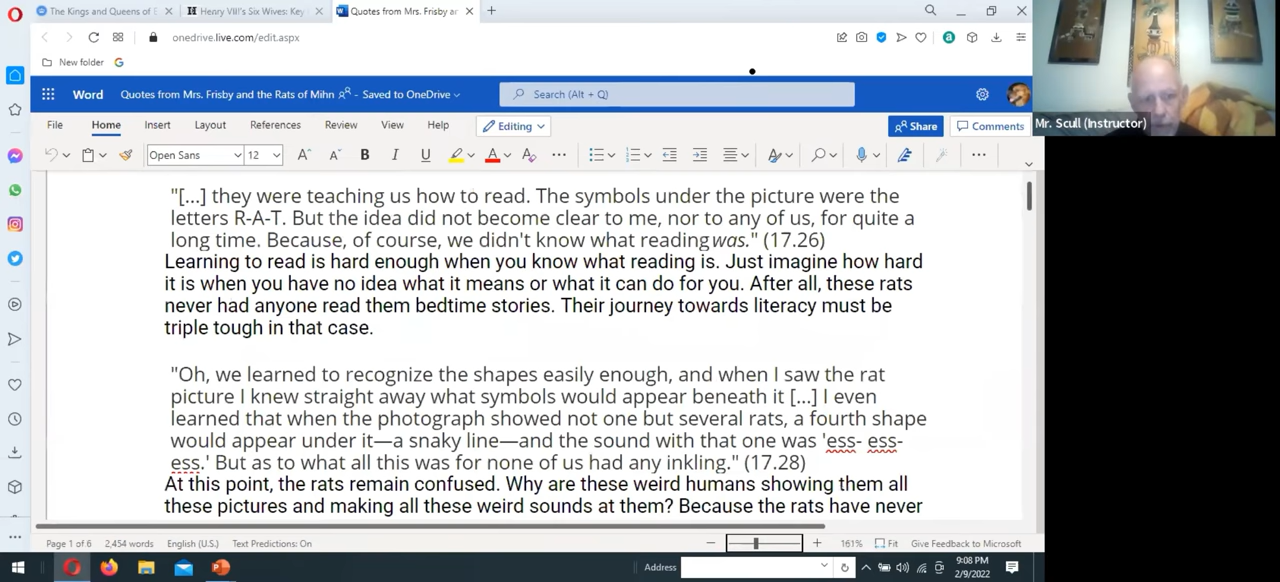 The Kings and Queens of E
Henry VIII's Six Wives: Key
Quotes from Mrs. Frisby ar
onedrive.live.com/edit.aspx
New folder
Word
Quotes from Mrs. Frisby and the Rats of Mihn
- Saved to OneDrive
Search (Alt + Q)
Mr. Scull (Instructor)
File Home Insert Layout References Review View Help Editing Share Comments
Open Sans 12
"[...] they were teaching us how to read. The symbols under the picture were the
letters R-A-T. But the idea did not become clear to me, nor to any of us, for quite a
long time. Because, of course, we didn't know what reading was." (17.26)
Learning to read is hard enough when you know what reading is. Just imagine how hard
it is when you have no idea what it means or what it can do for you. After all, these rats
never had anyone read them bedtime stories. Their journey towards literacy must be
triple tough in that case.
"Oh, we learned to recognize the shapes easily enough, and when I saw the rat
picture I knew straight away what symbols would appear beneath it [...] I even
learned that when the photograph showed not one but several rats, a fourth shape
would appear under it—a snaky line—and the sound with that one was 'ess- ess-
ess.' But as to what all this was for none of us had any inkling." (17.28)
At this point, the rats remain confused. Why are these weird humans showing them all
these pictures and making all these weird sounds at them? Because the rats have never
Page 1 of 6 2,454 words English (U.S.) Text Predictions: On
161% Fit Give Feedback to Microsoft
Address
9:08 PM
2/9/2022